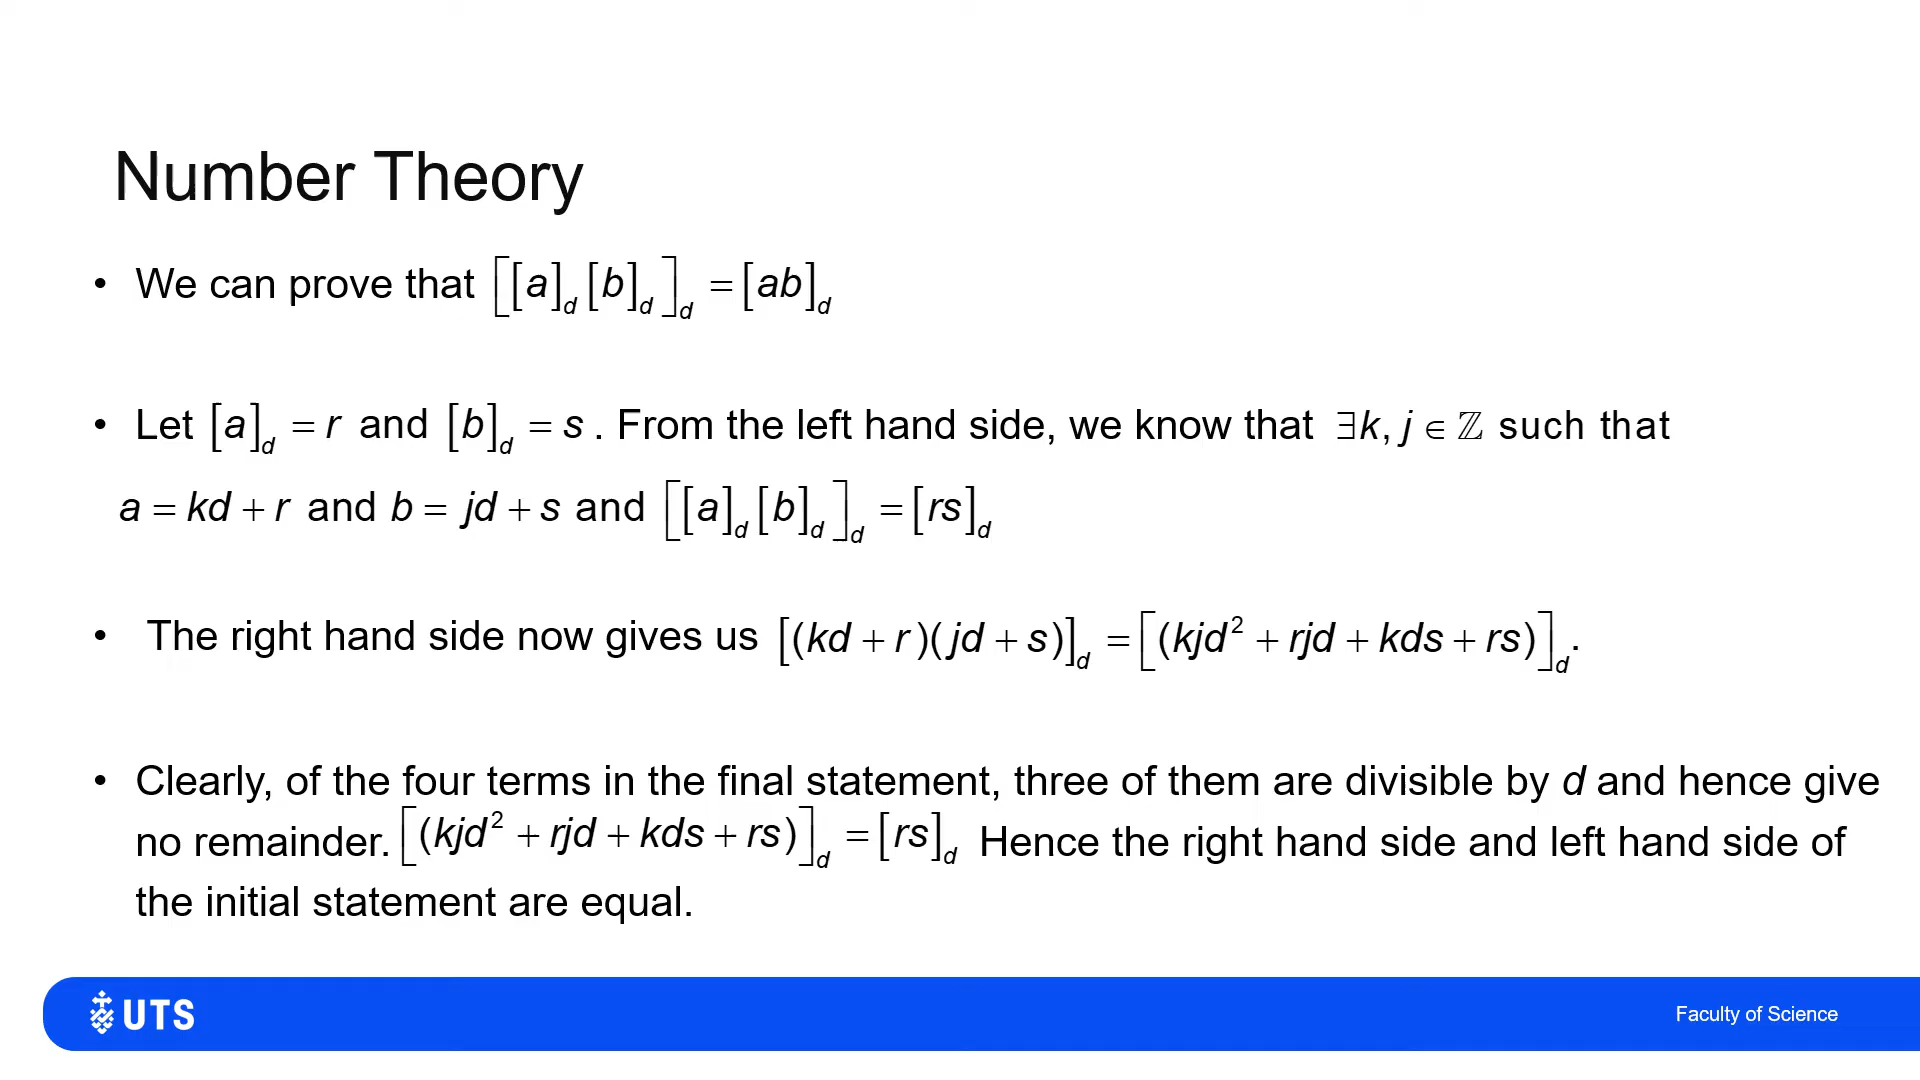 Number Theory
• We can prove that [[a]_d [b]_d]_d = [ab]_d
• Let [a]_d = r and [b]_d = s . From the left hand side, we know that ∃k, j ∈ ℤ such that
a = kd + r and b = jd + s and [[a]_d [b]_d]_d = [rs]_d
• The right hand side now gives us [(kd + r)(jd + s)]_d = [(kjd² + rjd + kds + rs)]_d.
• Clearly, of the four terms in the final statement, three of them are divisible by d and hence give
no remainder. [(kjd² + rjd + kds + rs)]_d = [rs]_d Hence the right hand side and left hand side of
the initial statement are equal.
UTS
Faculty of Science